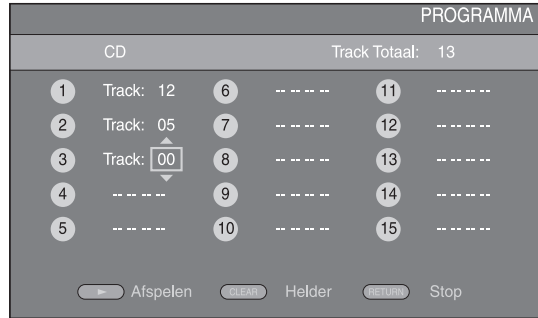 PROGRAMMA
CD Track Totaal: 13
1 Track: 12 6 -- -- -- -- 11 -- -- -- --
2 Track: 05 7 -- -- -- -- 12 -- -- -- --
3 Track: 00 8 -- -- -- -- 13 -- -- -- --
4 -- -- -- -- 9 -- -- -- -- 14 -- -- -- --
5 -- -- -- -- 10 -- -- -- -- 15 -- -- -- --
Afspelen CLEAR Helder RETURN Stop